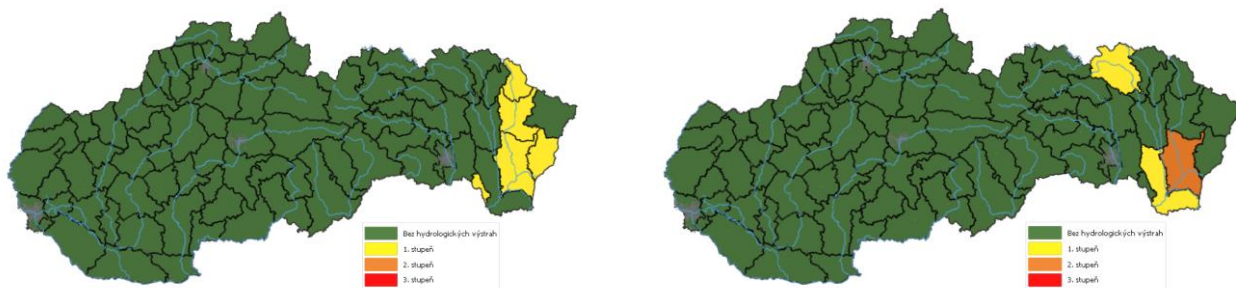 Bez hydrologických výstrah
1. stupeň
2. stupeň
3. stupeň
Bez hydrologických výstrah
1. stupeň
2. stupeň
3. stupeň